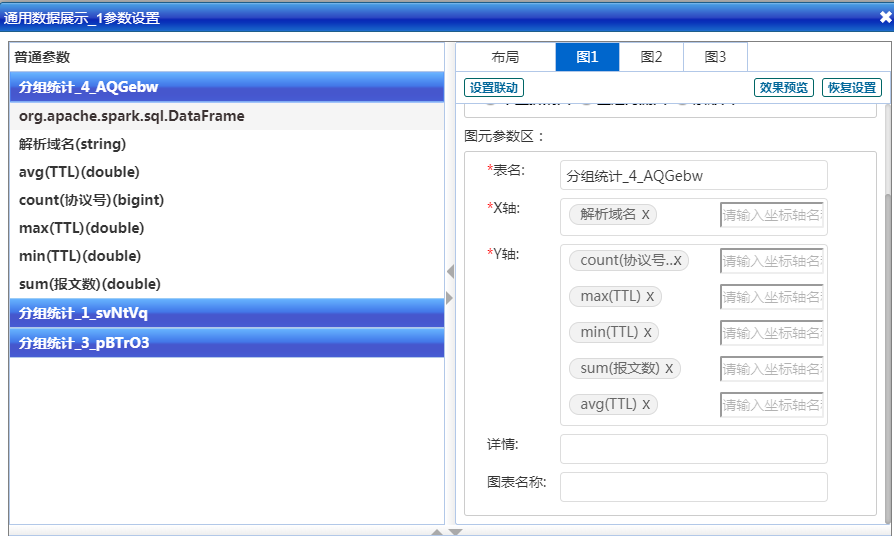 通用数据展示_1参数设置
普通参数
分组统计_4_AQGebw
org.apache.spark.sql.DataFrame
解析域名(string)
avg(TTL)(double)
count(协议号)(bigint)
max(TTL)(double)
min(TTL)(double)
sum(报文数)(double)
分组统计_1_svNtVq
分组统计_3_pBTrO3
布局 图1 图2 图3
设置联动 效果预览 恢复设置
图元参数区：
*表名: 分组统计_4_AQGebw
*X轴: 解析域名 x 请输入坐标轴名
*Y轴: count(协议号..x 请输入坐标轴名
max(TTL) x 请输入坐标轴名
min(TTL) x 请输入坐标轴名
sum(报文数) x 请输入坐标轴名
avg(TTL) x 请输入坐标轴名
详情:
图表名称: